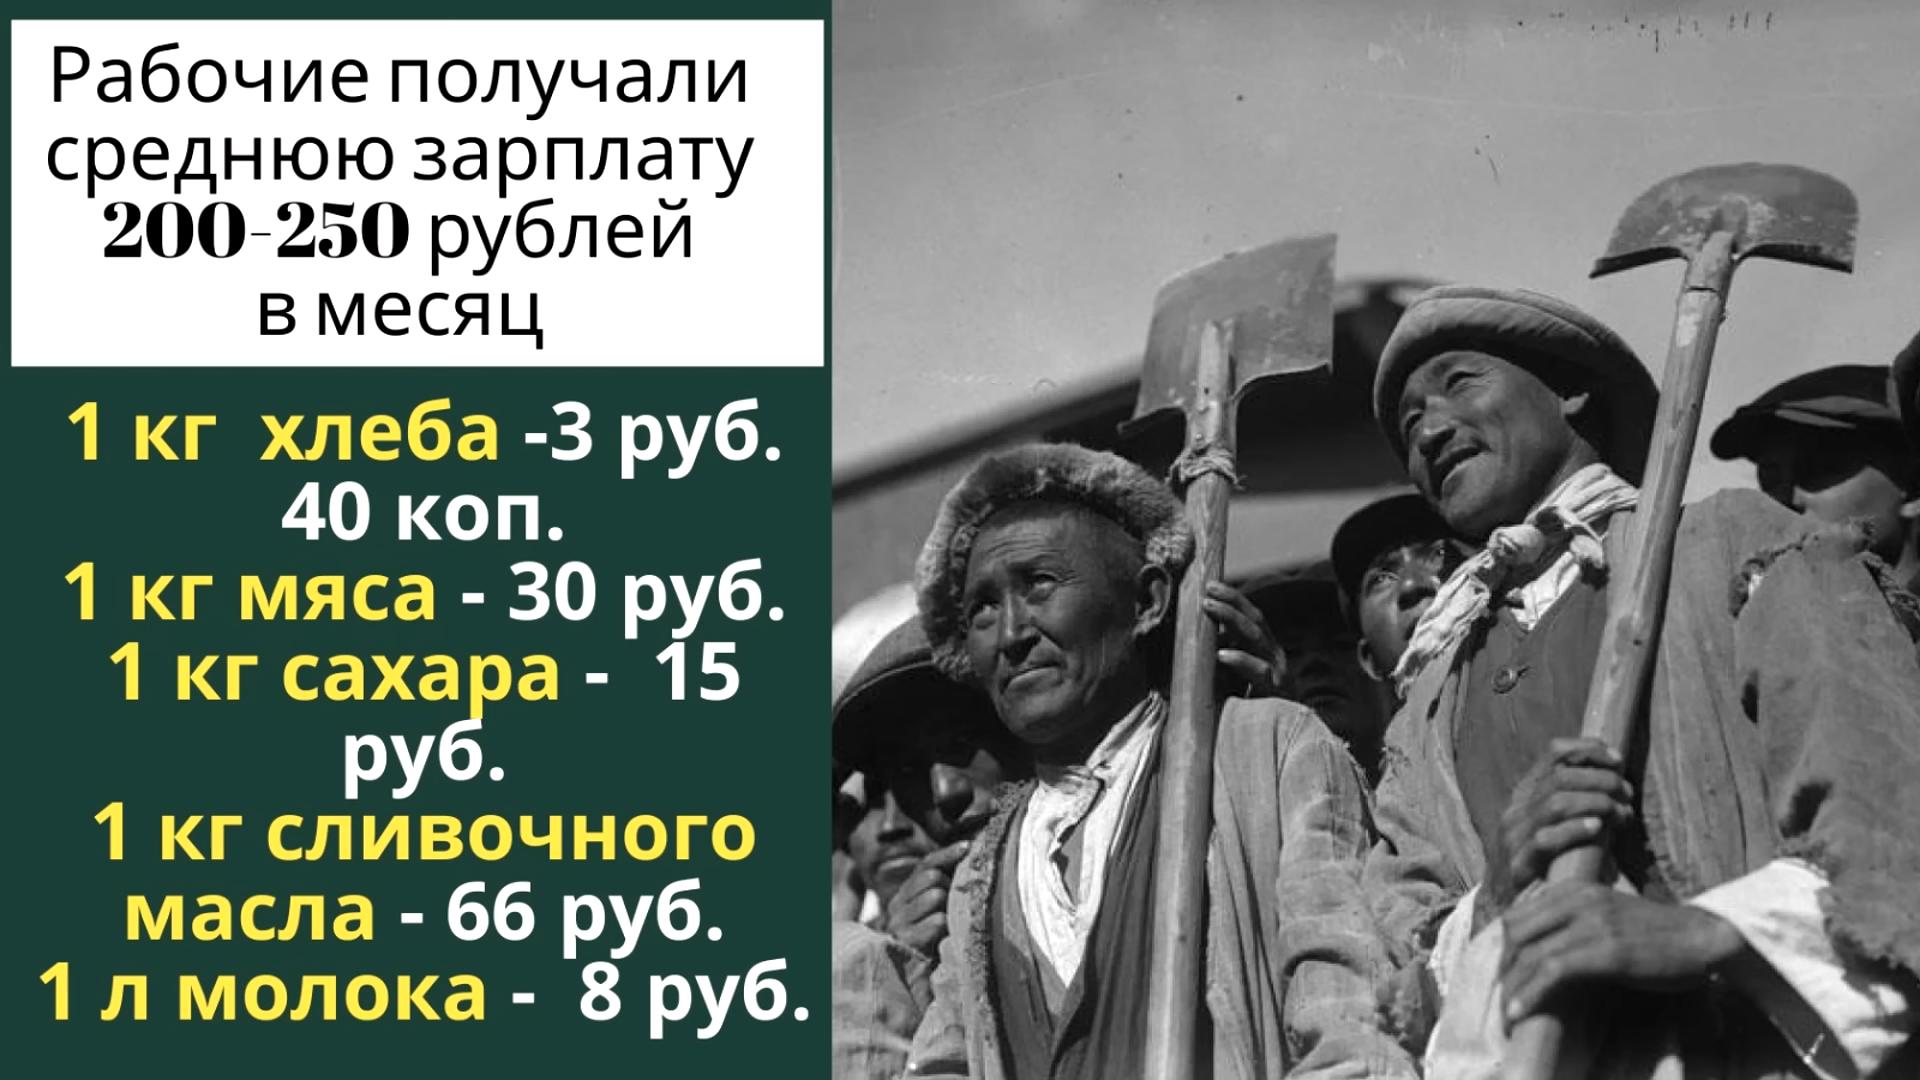 Рабочие получали
среднюю зарплату
200-250 рублей
в месяц
1 кг хлеба -3 руб.
40 коп.
1 кг мяса - 30 руб.
1 кг сахара - 15
руб.
1 кг сливочного
масла - 66 руб.
1 л молока - 8 руб.